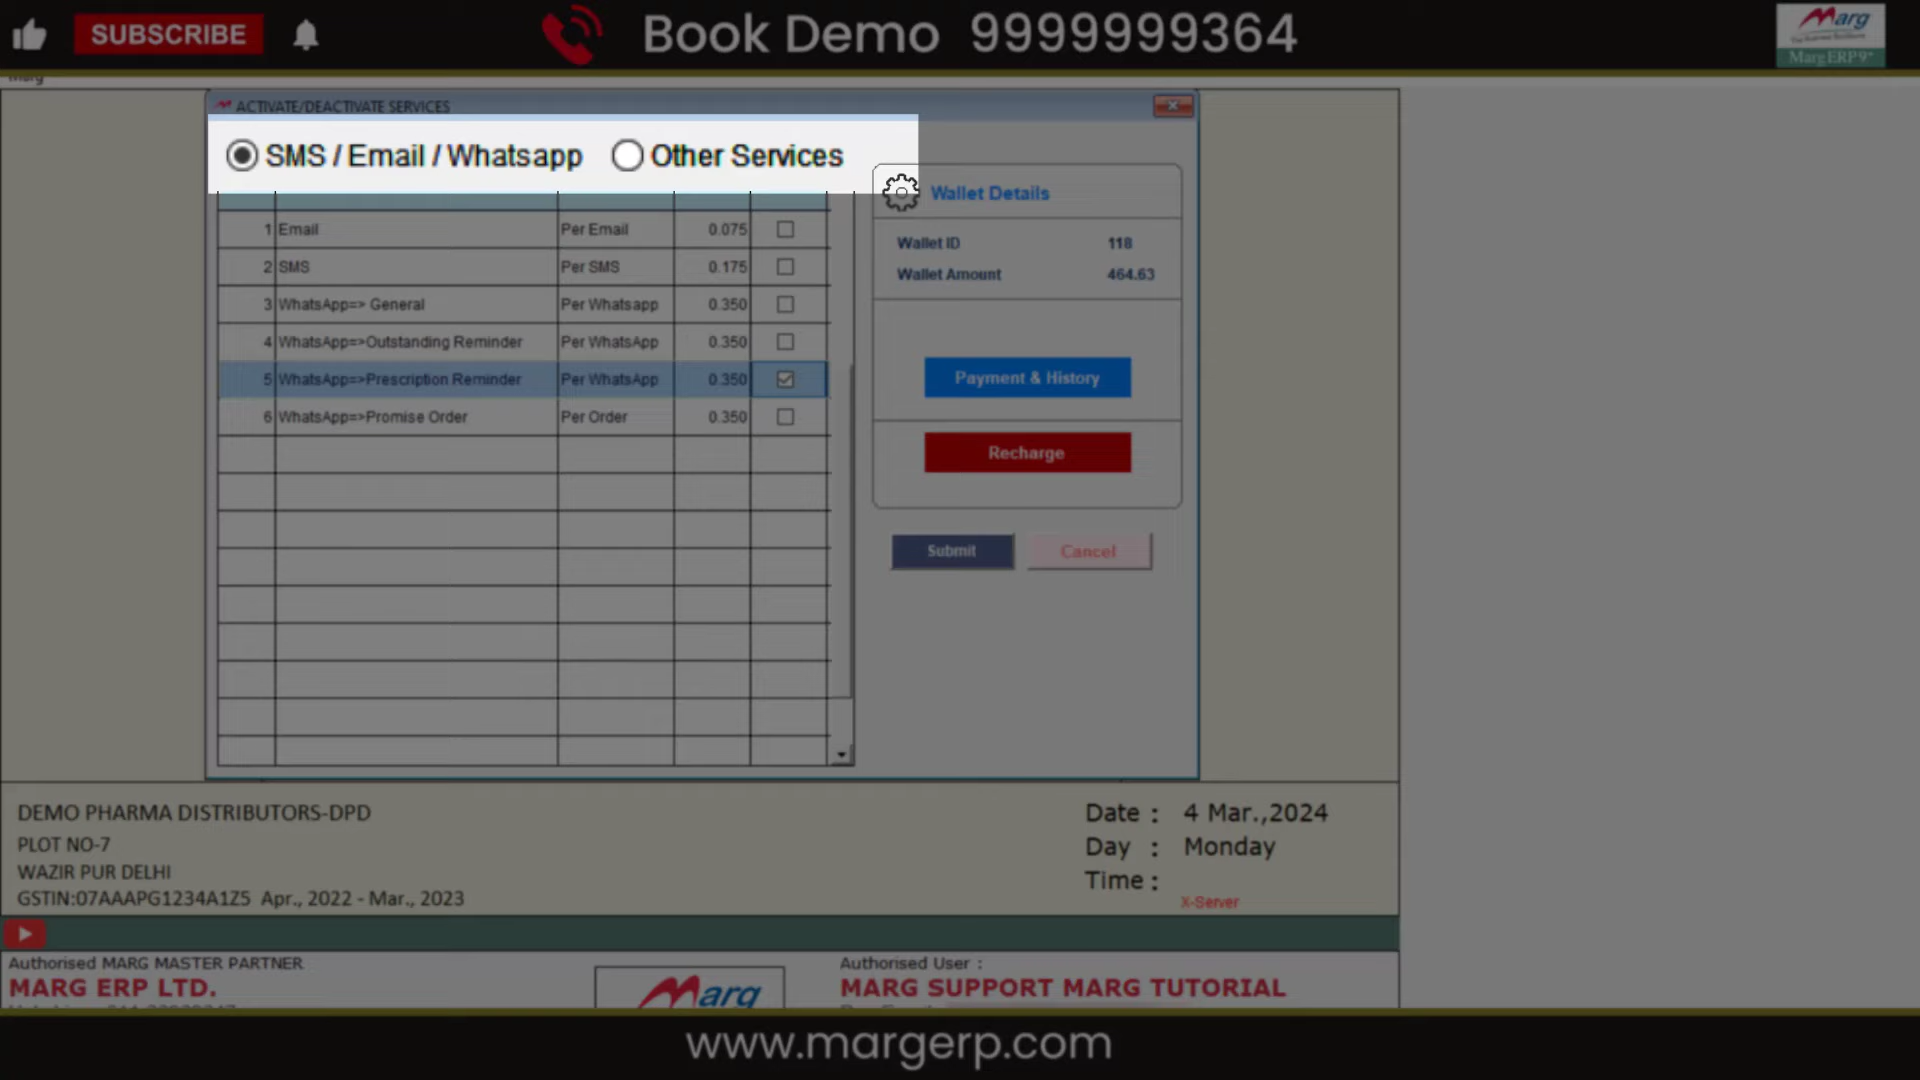 SUBSCRIBE
Book Demo 9999999364
Marg
MargERP9+
Marg
ACTIVATE/DEACTIVATE SERVICES
SMS / Email / Whatsapp Other Services
Wallet Details
1 Email Per Email 0.075
Wallet ID 118
2 SMS Per SMS 0.175
Wallet Amount 464.63
3 WhatsApp=> General Per Whatsapp 0.350
4 WhatsApp=>Outstanding Reminder Per WhatsApp 0.350
5 WhatsApp=>Prescription Reminder Per WhatsApp 0.350
Payment & History
6 WhatsApp=>Promise Order Per Order 0.350
Recharge
Submit Cancel
DEMO PHARMA DISTRIBUTORS-DPD
PLOT NO-7
WAZIR PUR DELHI
GSTIN:07AAAPG1234A1Z5 Apr., 2022 - Mar., 2023
Date : 4 Mar.,2024
Day : Monday
Time :
X-Server
Authorised MARG MASTER PARTNER
MARG ERP LTD.
Marg
Authorised User :
MARG SUPPORT MARG TUTORIAL
www.margerp.com